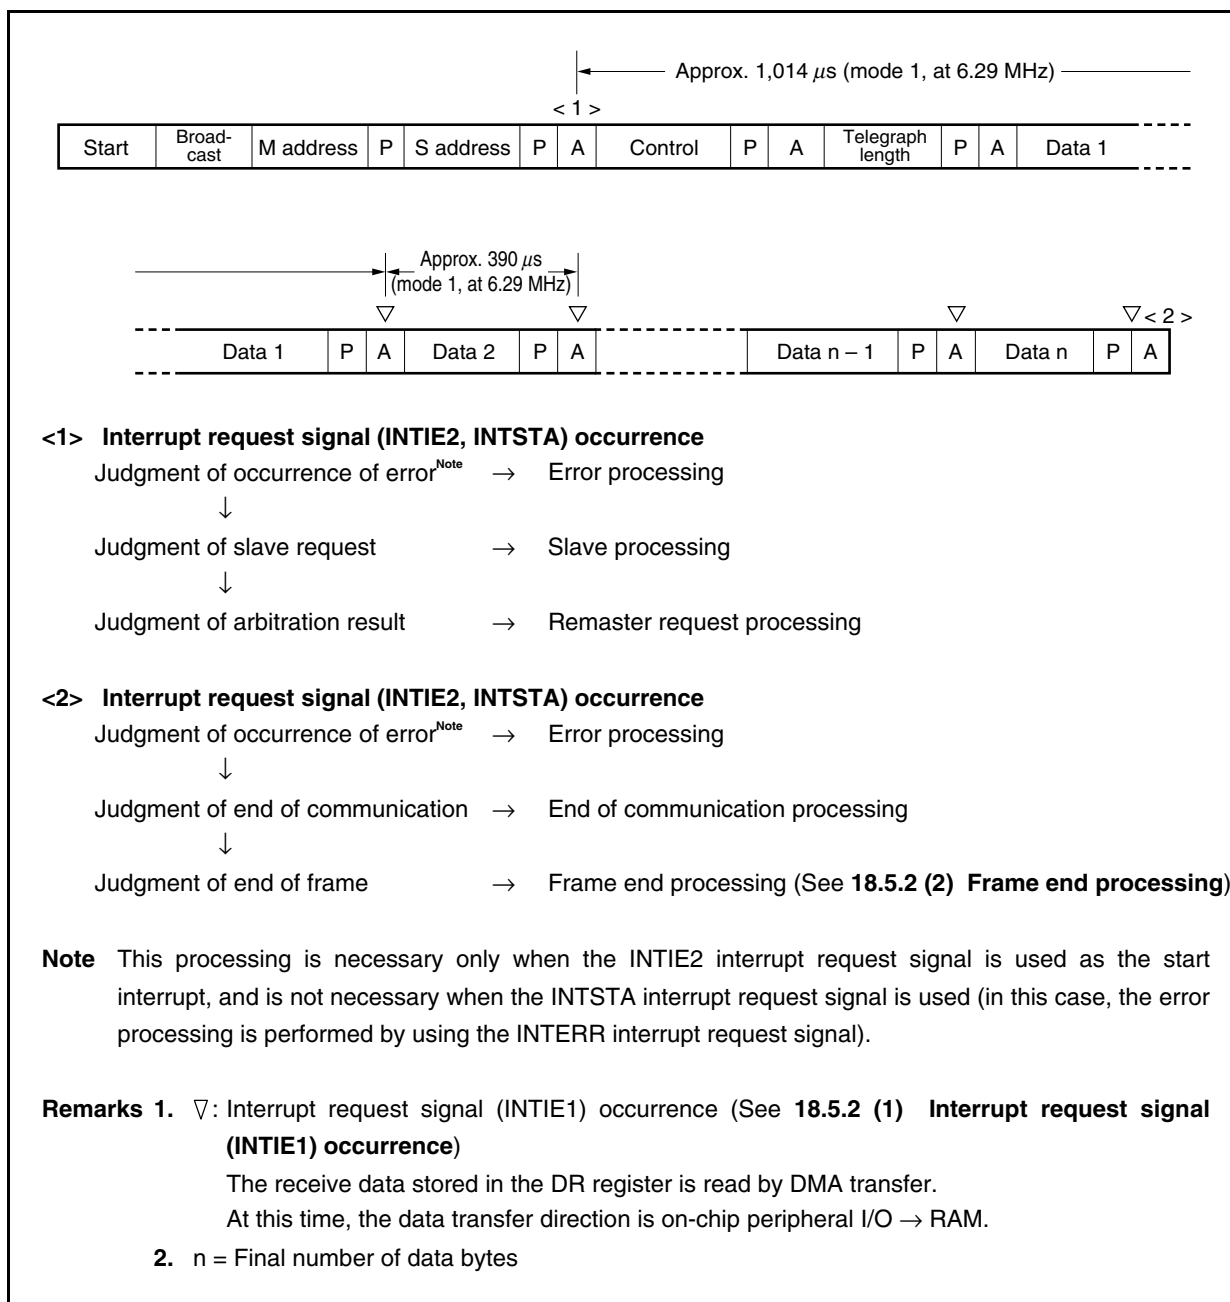 Approx. 1,014 μs (mode 1, at 6.29 MHz)
< 1 >
Start Broad-cast M address P S address P A Control P A Telegraph length P A Data 1
Approx. 390 μs
(mode 1, at 6.29 MHz)
▽ ▽ ▽ ▽ < 2 >
Data 1 P A Data 2 P A Data n – 1 P A Data n P A
<1> Interrupt request signal (INTIE2, INTSTA) occurrence
Judgment of occurrence of errorNote → Error processing
↓
Judgment of slave request → Slave processing
↓
Judgment of arbitration result → Remaster request processing
<2> Interrupt request signal (INTIE2, INTSTA) occurrence
Judgment of occurrence of errorNote → Error processing
↓
Judgment of end of communication → End of communication processing
↓
Judgment of end of frame → Frame end processing (See 18.5.2 (2) Frame end processing)
Note This processing is necessary only when the INTIE2 interrupt request signal is used as the start
interrupt, and is not necessary when the INTSTA interrupt request signal is used (in this case, the error
processing is performed by using the INTERR interrupt request signal).
Remarks 1. ▽: Interrupt request signal (INTIE1) occurrence (See 18.5.2 (1) Interrupt request signal
(INTIE1) occurrence)
The receive data stored in the DR register is read by DMA transfer.
At this time, the data transfer direction is on-chip peripheral I/O → RAM.
2. n = Final number of data bytes